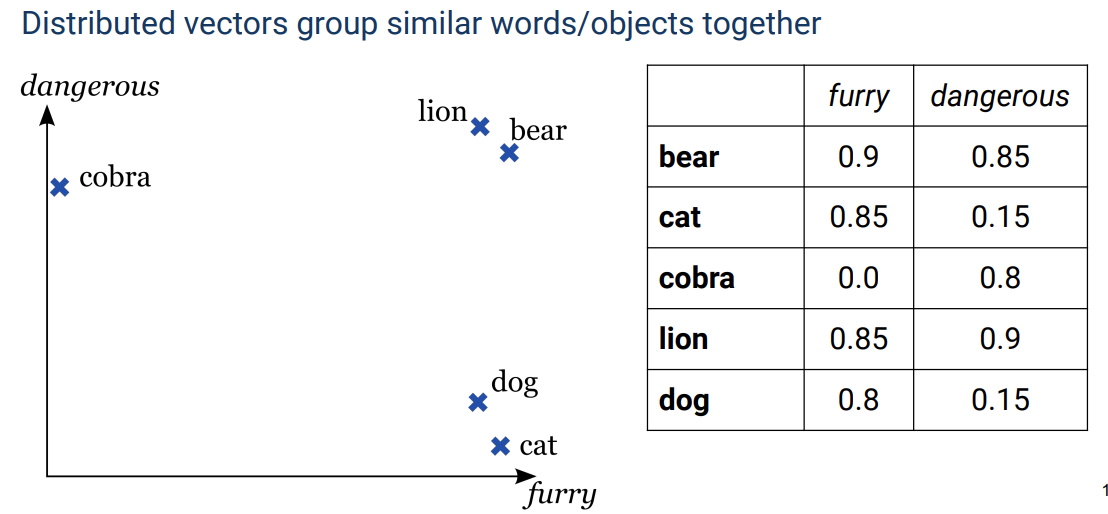 Distributed vectors group similar words/objects together
dangerous
lion
bear
cobra
dog
cat
furry
furry dangerous
bear 0.9 0.85
cat 0.85 0.15
cobra 0.0 0.8
lion 0.85 0.9
dog 0.8 0.15
1